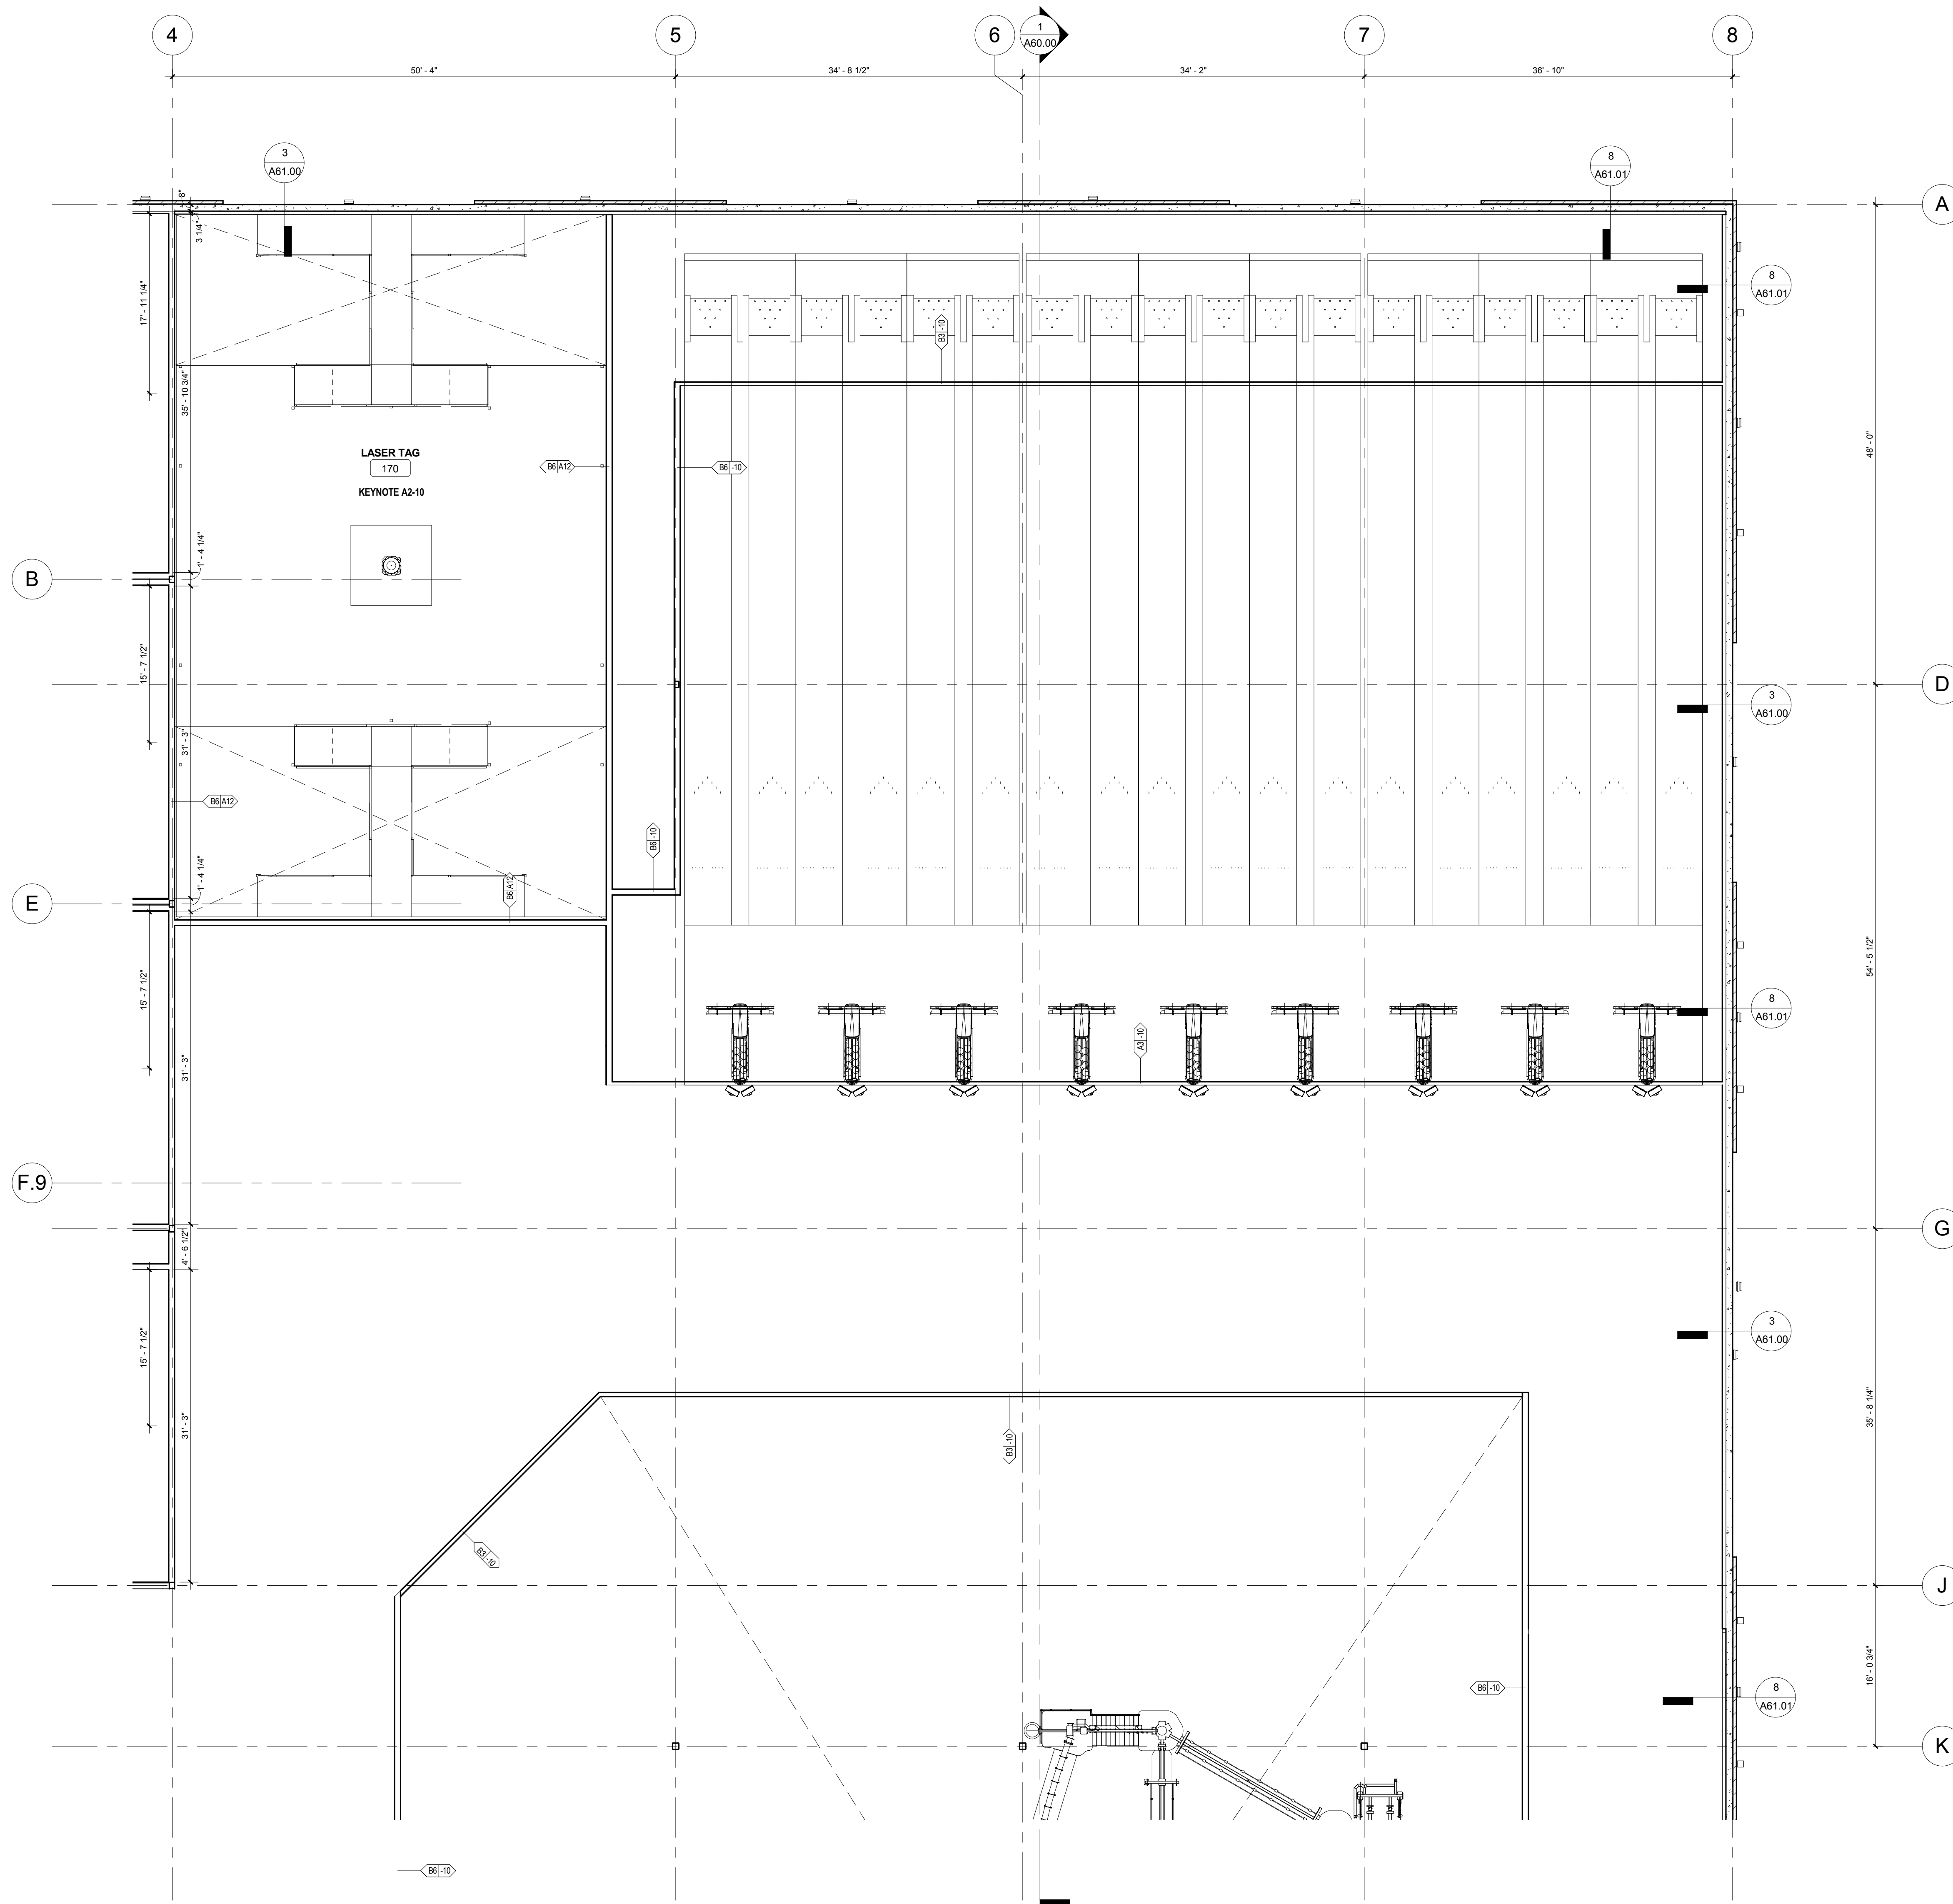 4
5
6
1
A60.00
7
8
50' - 4"
34' - 8 1/2"
34' - 2"
36' - 10"
3
A61.00
8
A61.01
A
8"
3 1/4"
8
A61.01
17' - 11 1/4"
B3 -10
35' - 10 3/4"
48' - 0"
LASER TAG
170
B6 A12
B6 -10
KEYNOTE A2-10
1' - 4 1/4"
B
15' - 7 1/2"
D
3
A61.00
31' - 3"
B6 A12
B6 -10
1' - 4 1/4"
B6 A12
E
54' - 5 1/2"
15' - 7 1/2"
8
A61.01
A3 -10
31' - 3"
F.9
G
4' - 6 1/2"
3
A61.00
15' - 7 1/2"
35' - 8 1/4"
31' - 3"
B3 -10
B3 -10
J
16' - 0 3/4"
B6 -10
8
A61.01
K
B6 -10